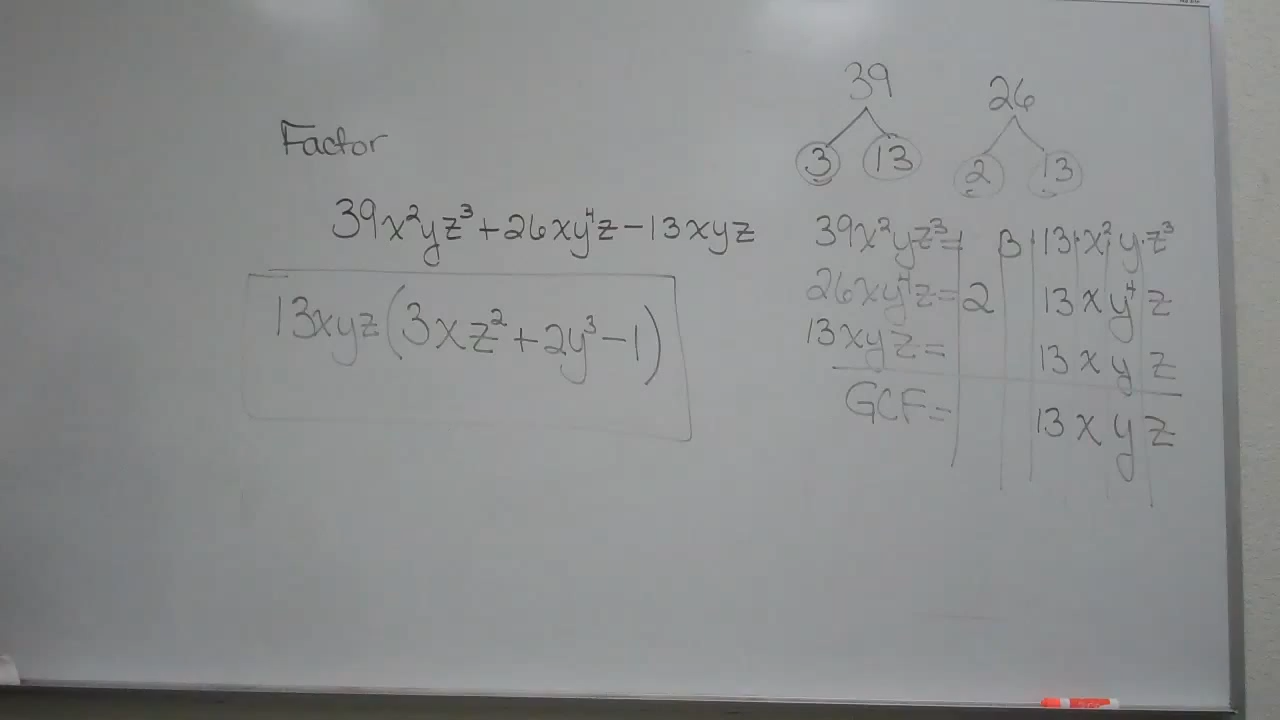 Factor
39x²yz³+26xy⁴z-13xyz
13xyz(3xz²+2y³-1)
39 26
3 13 2 13
39x²yz³= 3·13·x²·y·z³
26xy⁴z= 2 13 x y⁴ z
13xyz= 13 x y z
GCF= 13 x y z